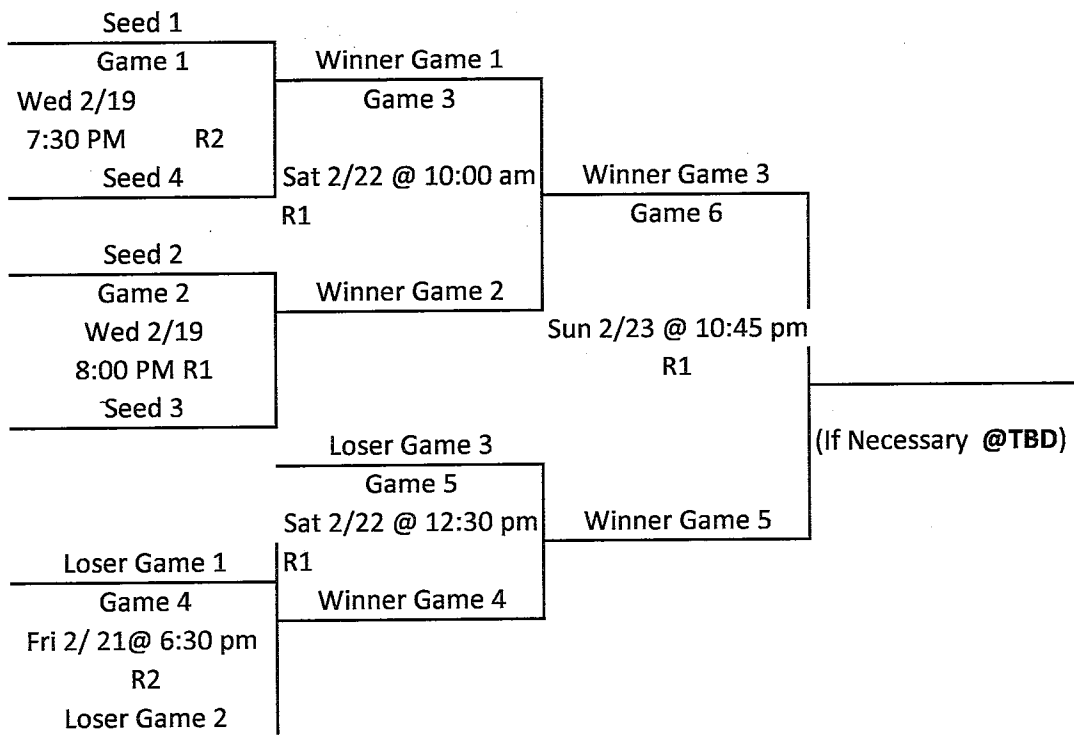 Seed 1
Game 1
Wed 2/19
7:30 PM R2
Seed 4
Winner Game 1
Game 3
Sat 2/22 @ 10:00 am
R1
Seed 2
Game 2
Wed 2/19
8:00 PM R1
Seed 3
Winner Game 2
Winner Game 3
Game 6
Sun 2/23 @ 10:45 pm
R1
(If Necessary @TBD)
Loser Game 3
Game 5
Sat 2/22 @ 12:30 pm
R1
Winner Game 5
Loser Game 1
Game 4
Fri 2/ 21@ 6:30 pm
R2
Loser Game 2
Winner Game 4